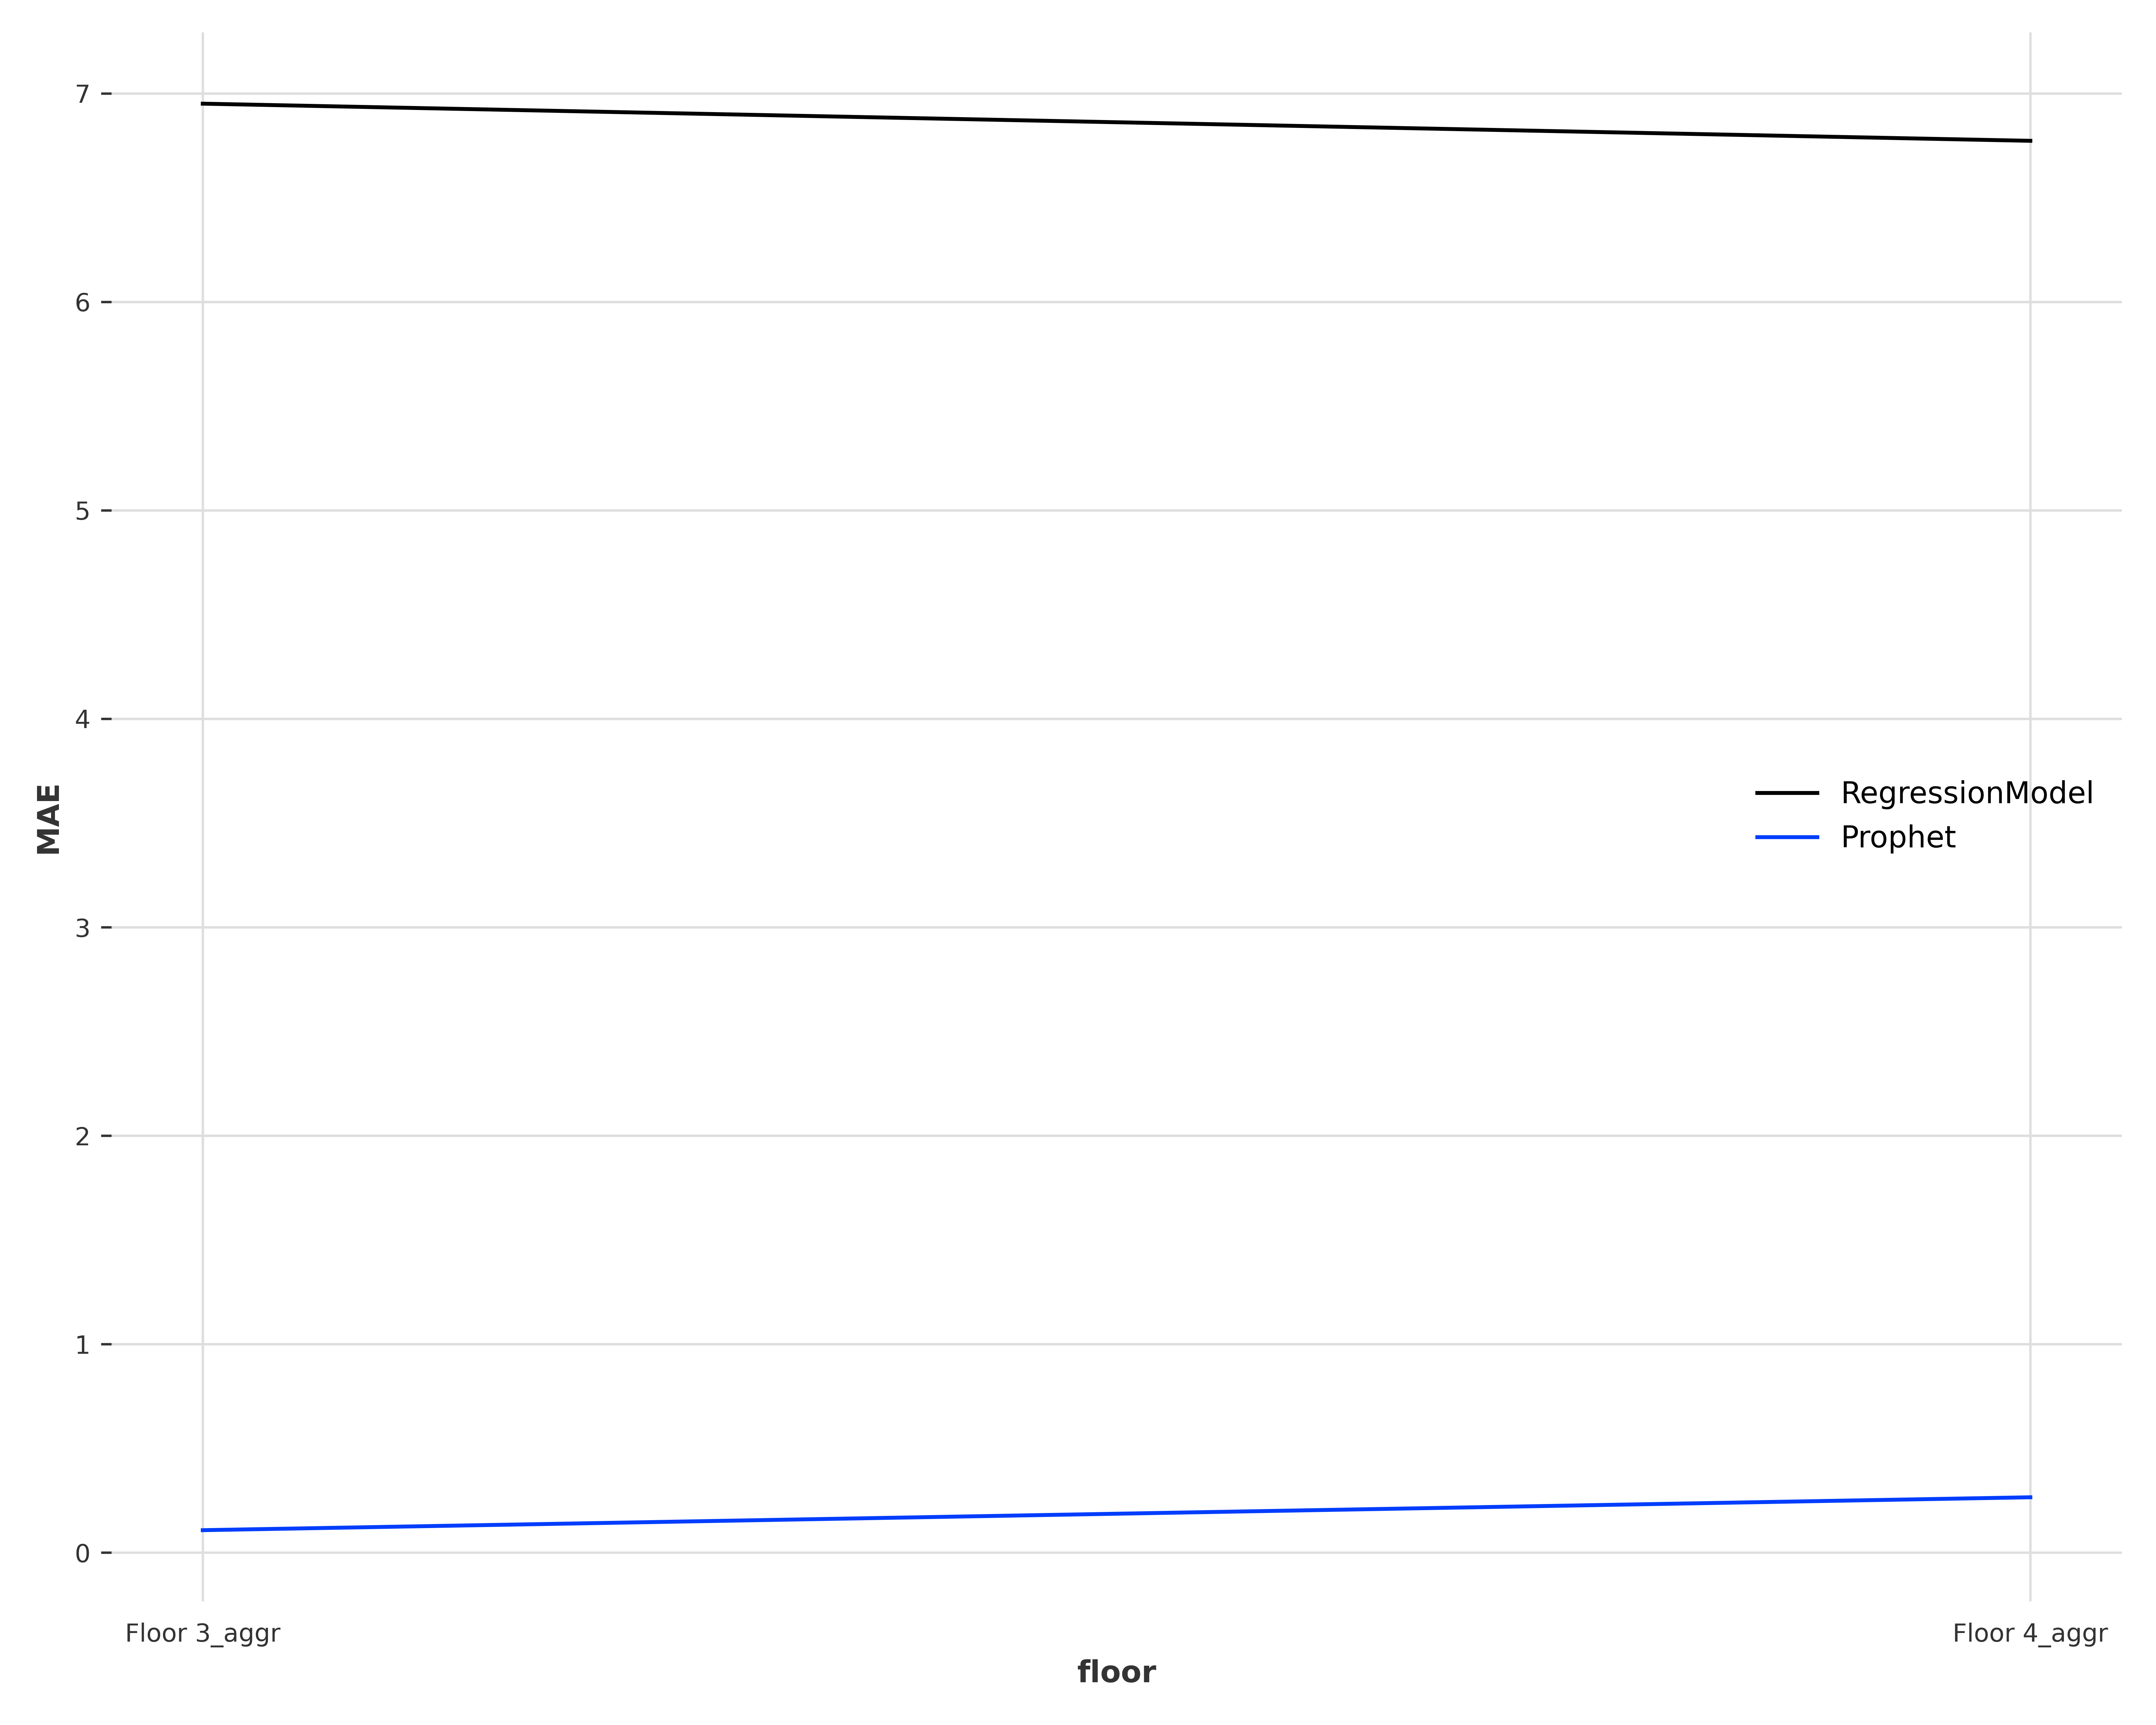 7
6
5
4
3
2
1
0
MAE
RegressionModel
Prophet
Floor 3_aggr
Floor 4_aggr
floor